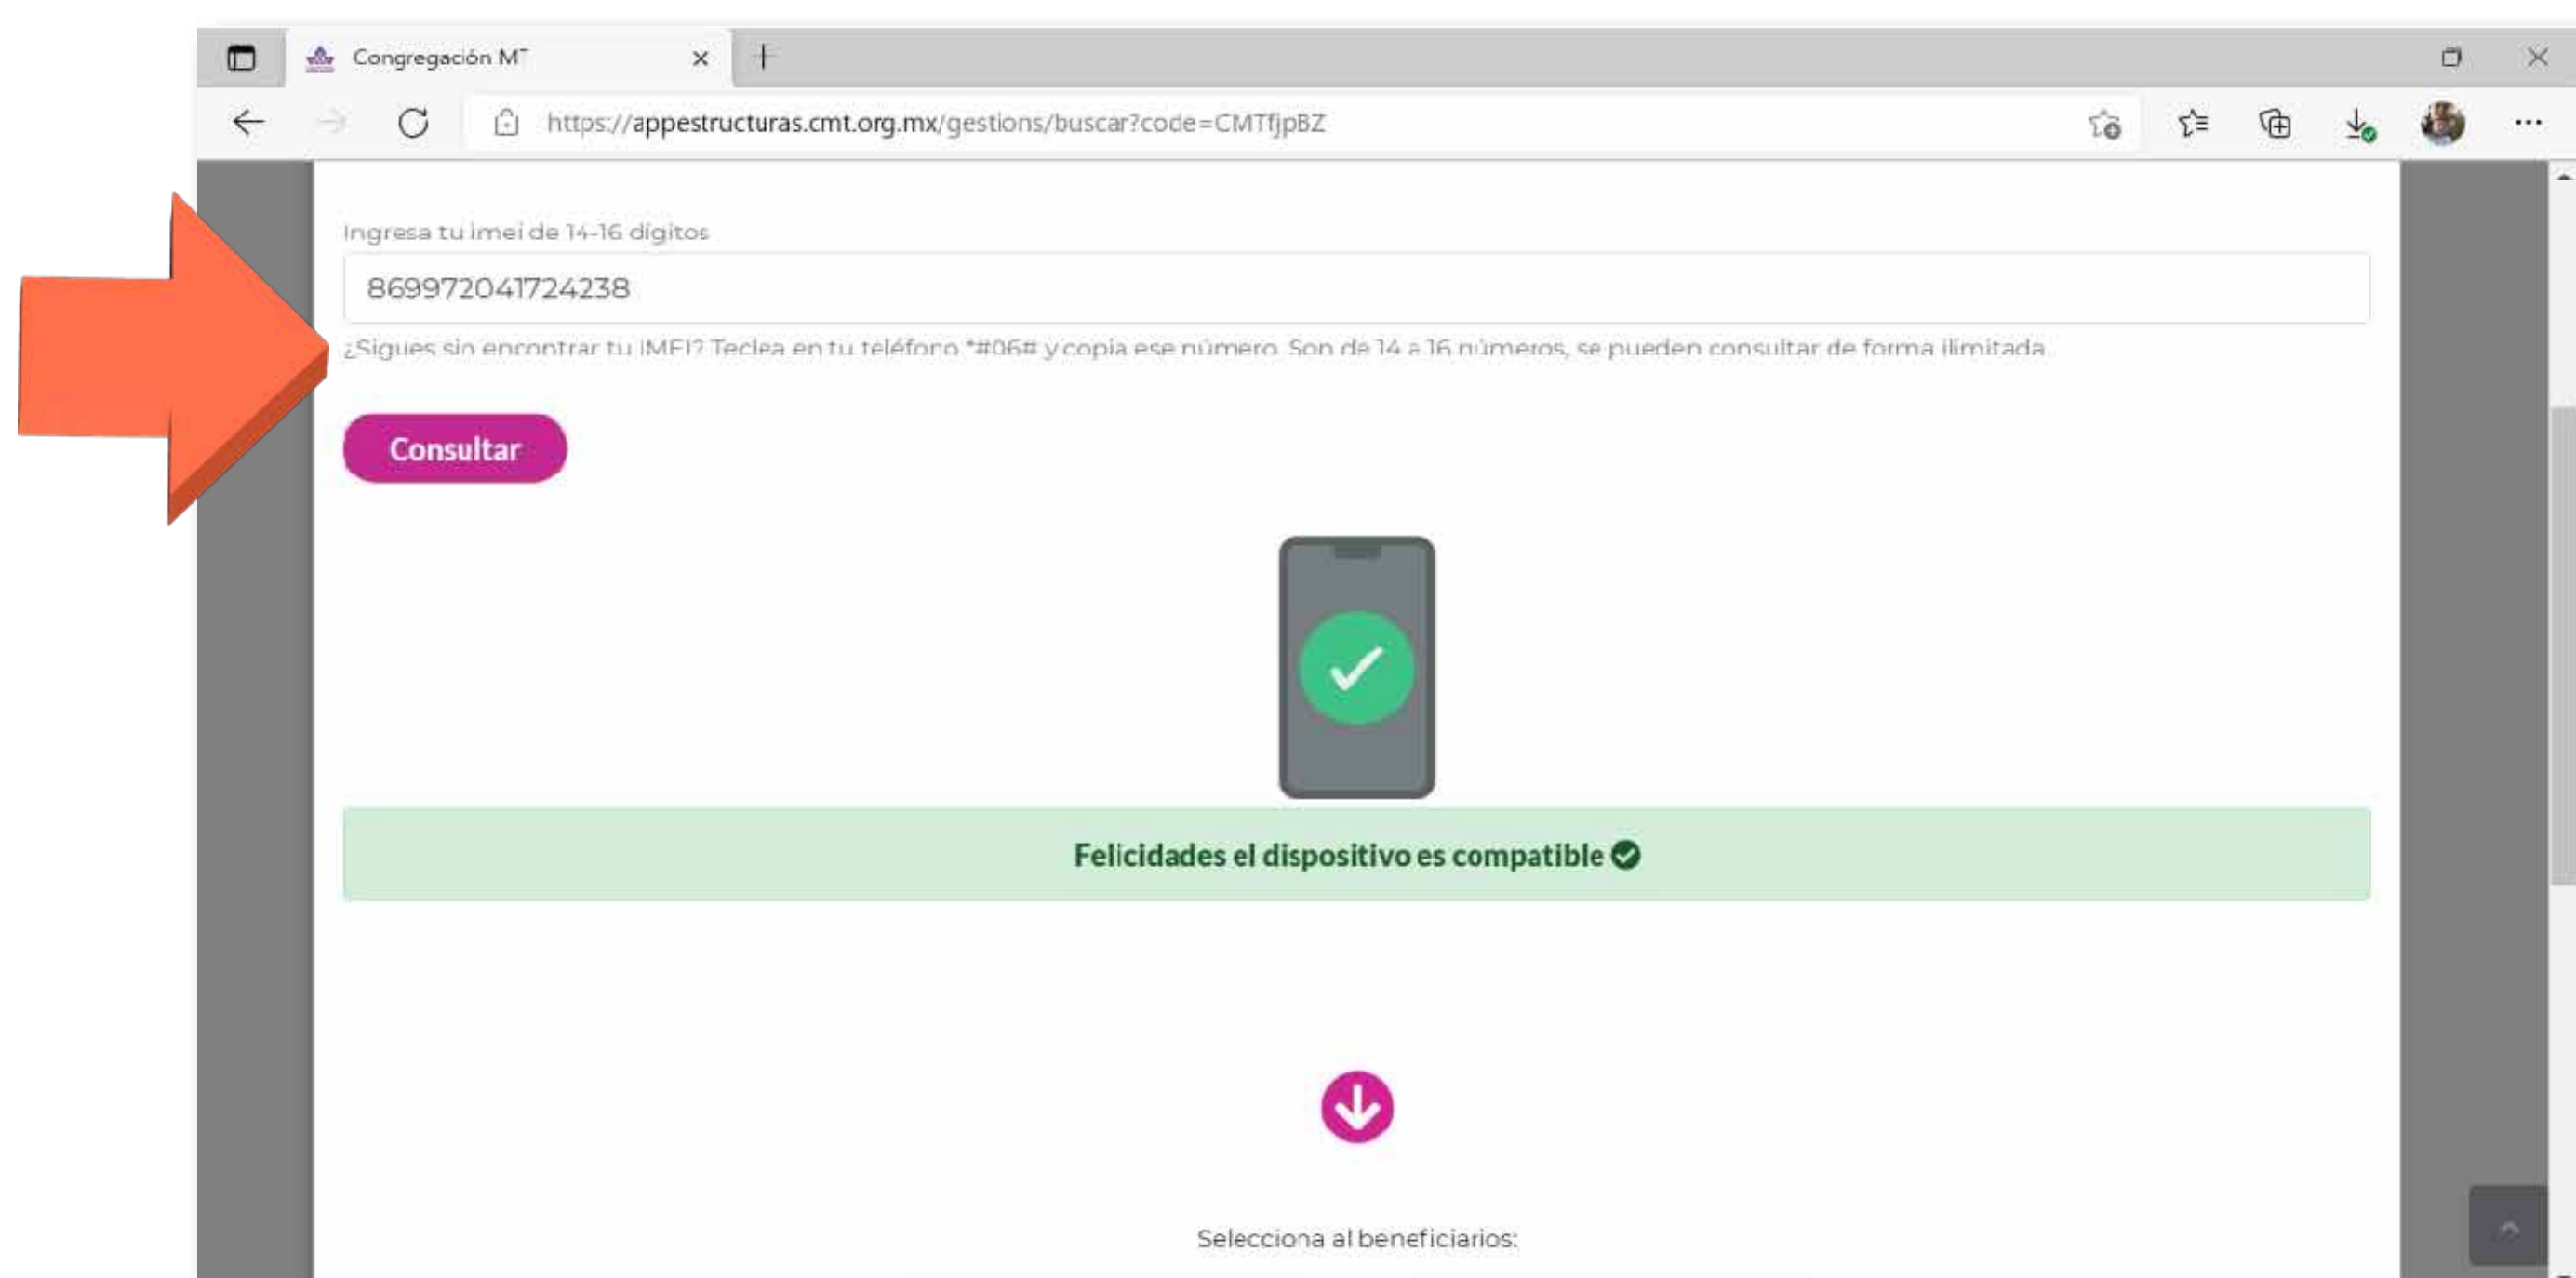 Congregación MT
https://appestructuras.cmt.org.mx/gestions/buscar?code=CMTfjpBZ
Ingresa tu imei de 14-16 digitos
869972041724238
¿Sigues sin encontrar tu IMEI? Teclea en tu teléfono *#06# y copia ese número. Son de 14 a 16 números, se pueden consultar de forma ilimitada.
Consultar
Felicidades el dispositivo es compatible
Selecciona al beneficiarios: